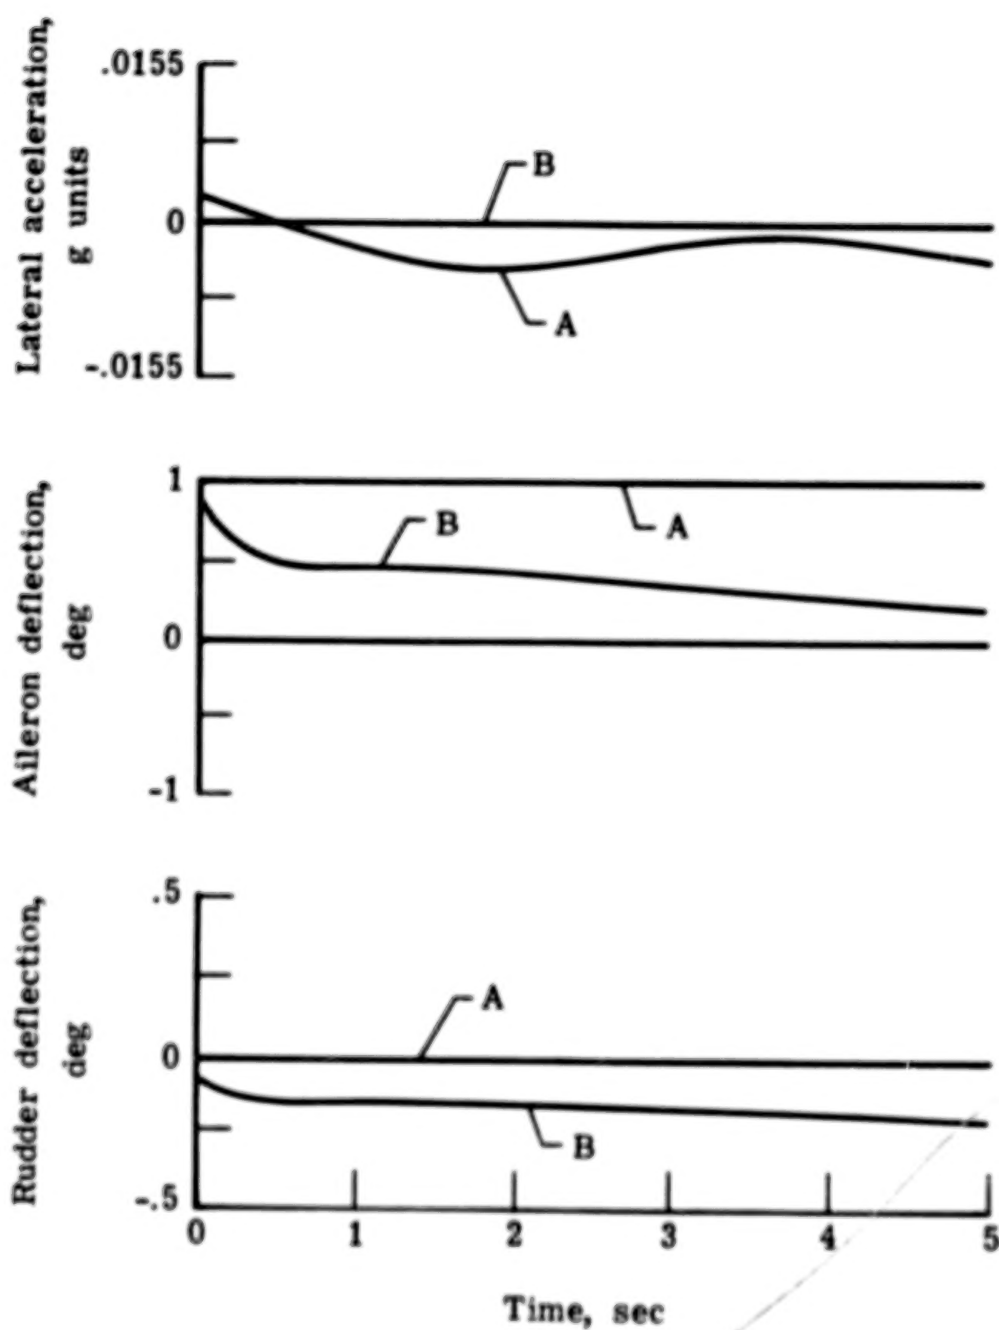 Lateral acceleration,
g units
.0155
0
-.0155
B
A
Aileron deflection,
deg
1
0
-1
B
A
Rudder deflection,
deg
.5
0
-.5
A
B
0 1 2 3 4 5
Time, sec